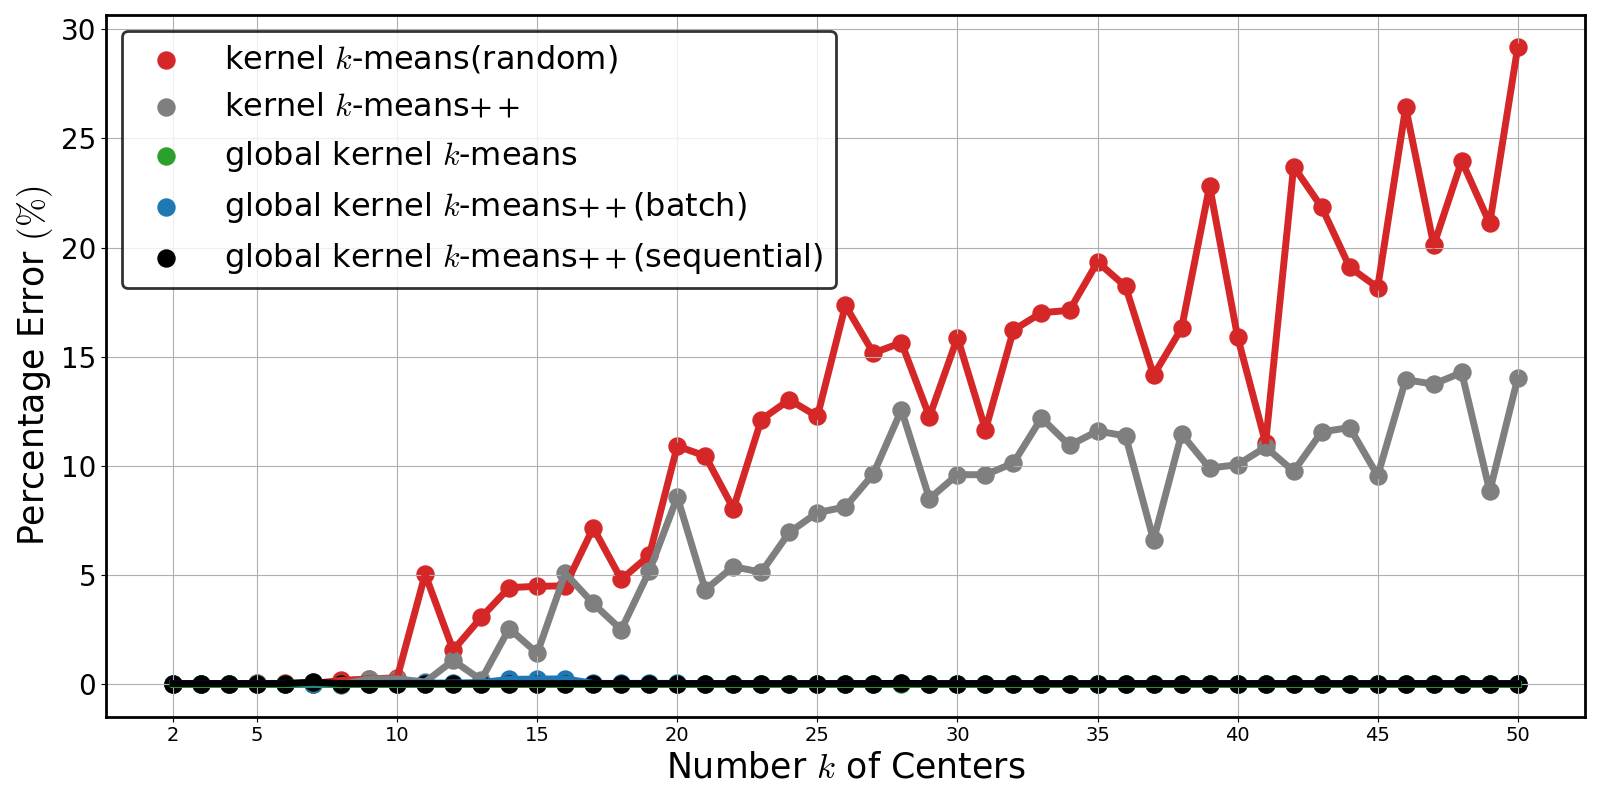 kernel k-means(random)
kernel k-means++
global kernel k-means
global kernel k-means++(batch)
global kernel k-means++(sequential)
Percentage Error (%)
30
25
20
15
10
5
0
2 5 10 15 20 25 30 35 40 45 50
Number k of Centers